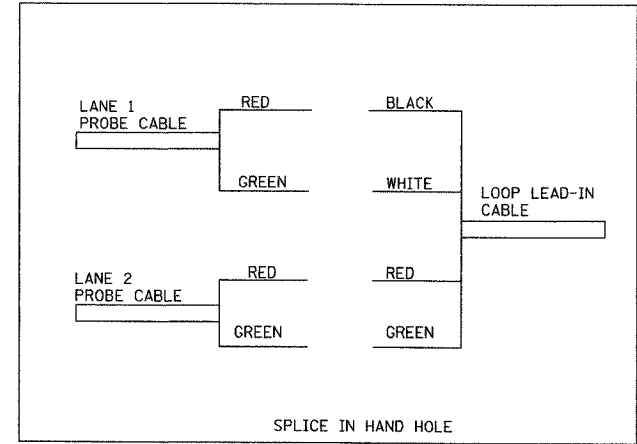 RED
BLACK
LANE 1
PROBE CABLE
GREEN
WHITE
LOOP LEAD-IN
CABLE
RED
RED
LANE 2
PROBE CABLE
GREEN
GREEN
SPLICE IN HAND HOLE